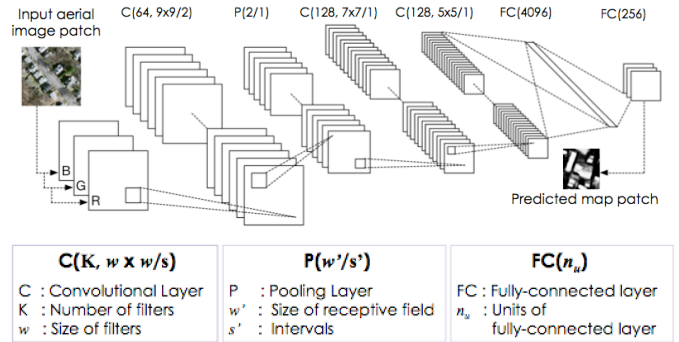 Input aerial
image patch
C(64, 9x9/2)
P(2/1)
C(128, 7x7/1)
C(128, 5x5/1)
FC(4096)
FC(256)
B
G
R
Predicted map patch
C(K, w x w/s)
C : Convolutional Layer
K : Number of filters
w : Size of filters
P(w'/s')
P : Pooling Layer
w' : Size of receptive field
s' : Intervals
FC(nu)
FC : Fully-connected layer
nu : Units of
fully-connected layer